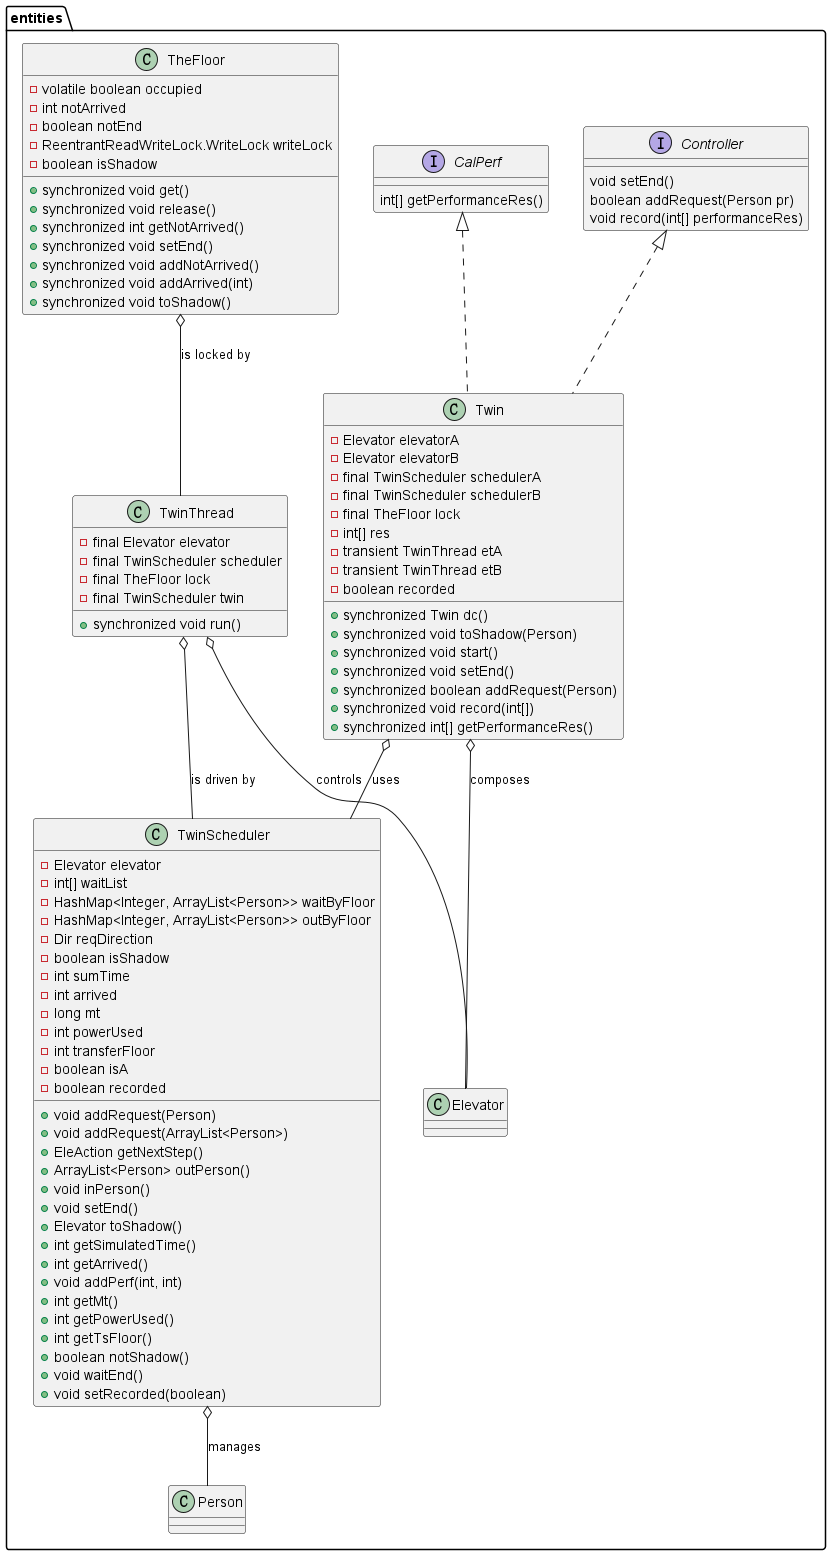 entities
C TheFloor
volatile boolean occupied
int notArrived
boolean notEnd
ReentrantReadWriteLock.WriteLock writeLock
boolean isShadow
synchronized void get()
synchronized void release()
synchronized int getNotArrived()
synchronized void setEnd()
synchronized void addNotArrived()
synchronized void addArrived(int)
synchronized void toShadow()
I CalPerf
int[] getPerformanceRes()
I Controller
void setEnd()
boolean addRequest(Person pr)
void record(int[] performanceRes)
is locked by
C TwinThread
final Elevator elevator
final TwinScheduler scheduler
final TheFloor lock
final TwinScheduler twin
synchronized void run()
C Twin
Elevator elevatorA
Elevator elevatorB
final TwinScheduler schedulerA
final TwinScheduler schedulerB
final TheFloor lock
int[] res
transient TwinThread etA
transient TwinThread etB
boolean recorded
synchronized Twin dc()
synchronized void toShadow(Person)
synchronized void start()
synchronized void setEnd()
synchronized boolean addRequest(Person)
synchronized void record(int[])
synchronized int[] getPerformanceRes()
is driven by
controls
uses
composes
C TwinScheduler
Elevator elevator
int[] waitList
HashMap<Integer, ArrayList<Person>> waitByFloor
HashMap<Integer, ArrayList<Person>> outByFloor
Dir reqDirection
boolean isShadow
int sumTime
int arrived
long mt
int powerUsed
int transferFloor
boolean isA
boolean recorded
void addRequest(Person)
void addRequest(ArrayList<Person>)
EleAction getNextStep()
ArrayList<Person> outPerson()
void inPerson()
void setEnd()
Elevator toShadow()
int getSimulatedTime()
int getArrived()
void addPerf(int, int)
int getMt()
int getPowerUsed()
int getTsFloor()
boolean notShadow()
void waitEnd()
void setRecorded(boolean)
C Elevator
manages
C Person